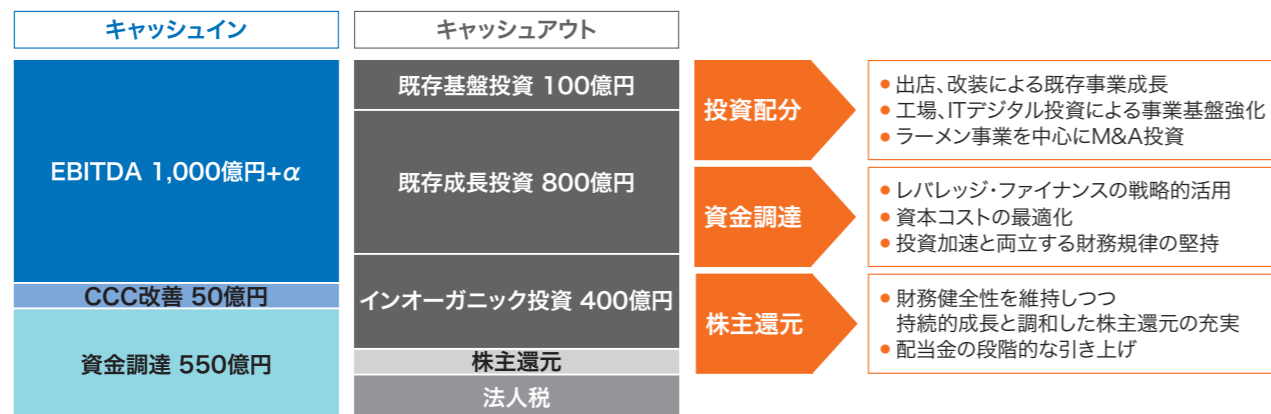 キャッシュイン
キャッシュアウト
EBITDA 1,000億円+α
CCC改善 50億円
資金調達 550億円
既存基盤投資 100億円
既存成長投資 800億円
インオーガニック投資 400億円
株主還元
法人税
投資配分
● 出店、改装による既存事業成長
● 工場、ITデジタル投資による事業基盤強化
● ラーメン事業を中心にM&A投資
資金調達
● レバレッジ・ファイナンスの戦略的活用
● 資本コストの最適化
● 投資加速と両立する財務規律の堅持
株主還元
● 財務健全性を維持しつつ
持続的成長と調和した株主還元の充実
● 配当金の段階的な引き上げ